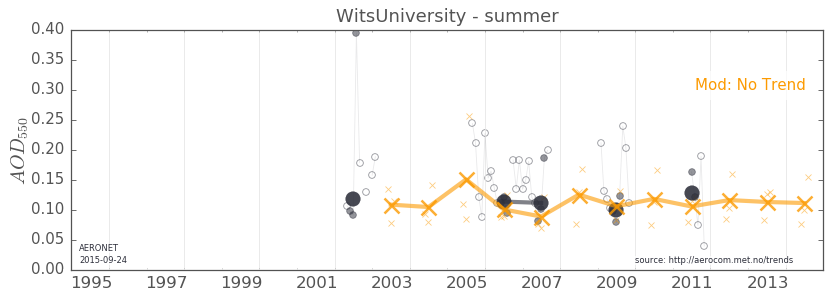 WitsUniversity - summer
0.40
0.35
0.30
0.25
0.20
0.15
0.10
0.05
0.00
AOD550
Mod: No Trend
AERONET
2015-09-24
source: http://aerocom.met.no/trends
1995 1997 1999 2001 2003 2005 2007 2009 2011 2013